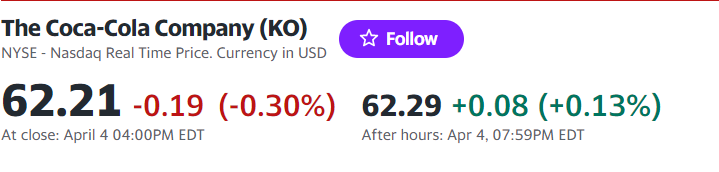 The Coca-Cola Company (KO)
NYSE - Nasdaq Real Time Price. Currency in USD
Follow
62.21 -0.19 (-0.30%)
At close: April 4 04:00PM EDT
62.29 +0.08 (+0.13%)
After hours: Apr 4, 07:59PM EDT